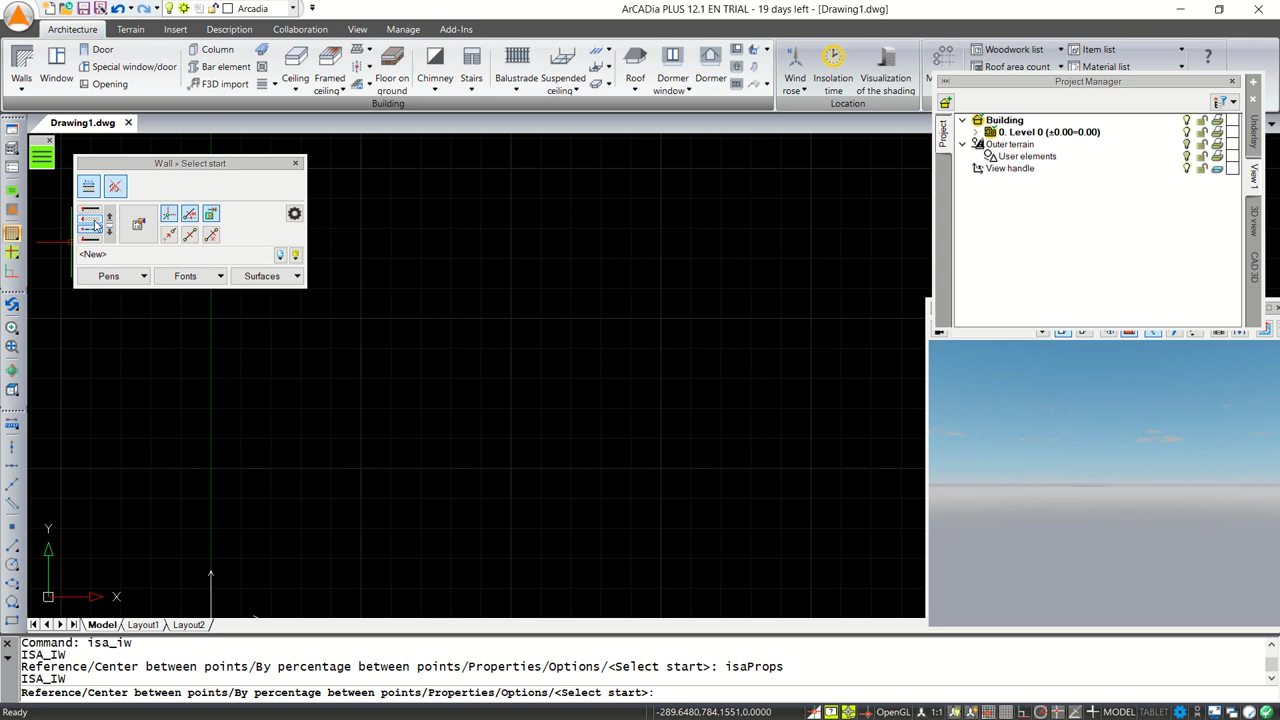 Arcadia
ArCADia PLUS 12.1 EN TRIAL - 19 days left - [Drawing1.dwg]
Architecture
Terrain
Insert
Description
Collaboration
View
Manage
Add-Ins
Walls
Window
Door
Special window/door
Opening
Column
Bar element
F3D import
Ceiling
Framed ceiling
Floor on ground
Chimney
Stairs
Balustrade
Suspended ceiling
Roof
Dormer window
Dormer
Wind rose
Insolation time
Visualization of the shading
Woodwork list
Roof area count
Item list
Material list
Building
Location
Project Manager
Drawing1.dwg
Wall » Select start
<New>
Pens
Fonts
Surfaces
Project
Building
0. Level 0 (±0.00=0.00)
Outer terrain
User elements
View handle
Underlay
View 1
3D view
CAD 3D
Y
X
Model
Layout1
Layout2
Command: isa_iw
ISA_IW
Reference/Center between points/By percentage between points/Properties/Options/<Select start>: isaProps
ISA_IW
Reference/Center between points/By percentage between points/Properties/Options/<Select start>:
Ready
-289.6480,784.1551,0.0000
OpenGL
1:1
MODEL
TABLET